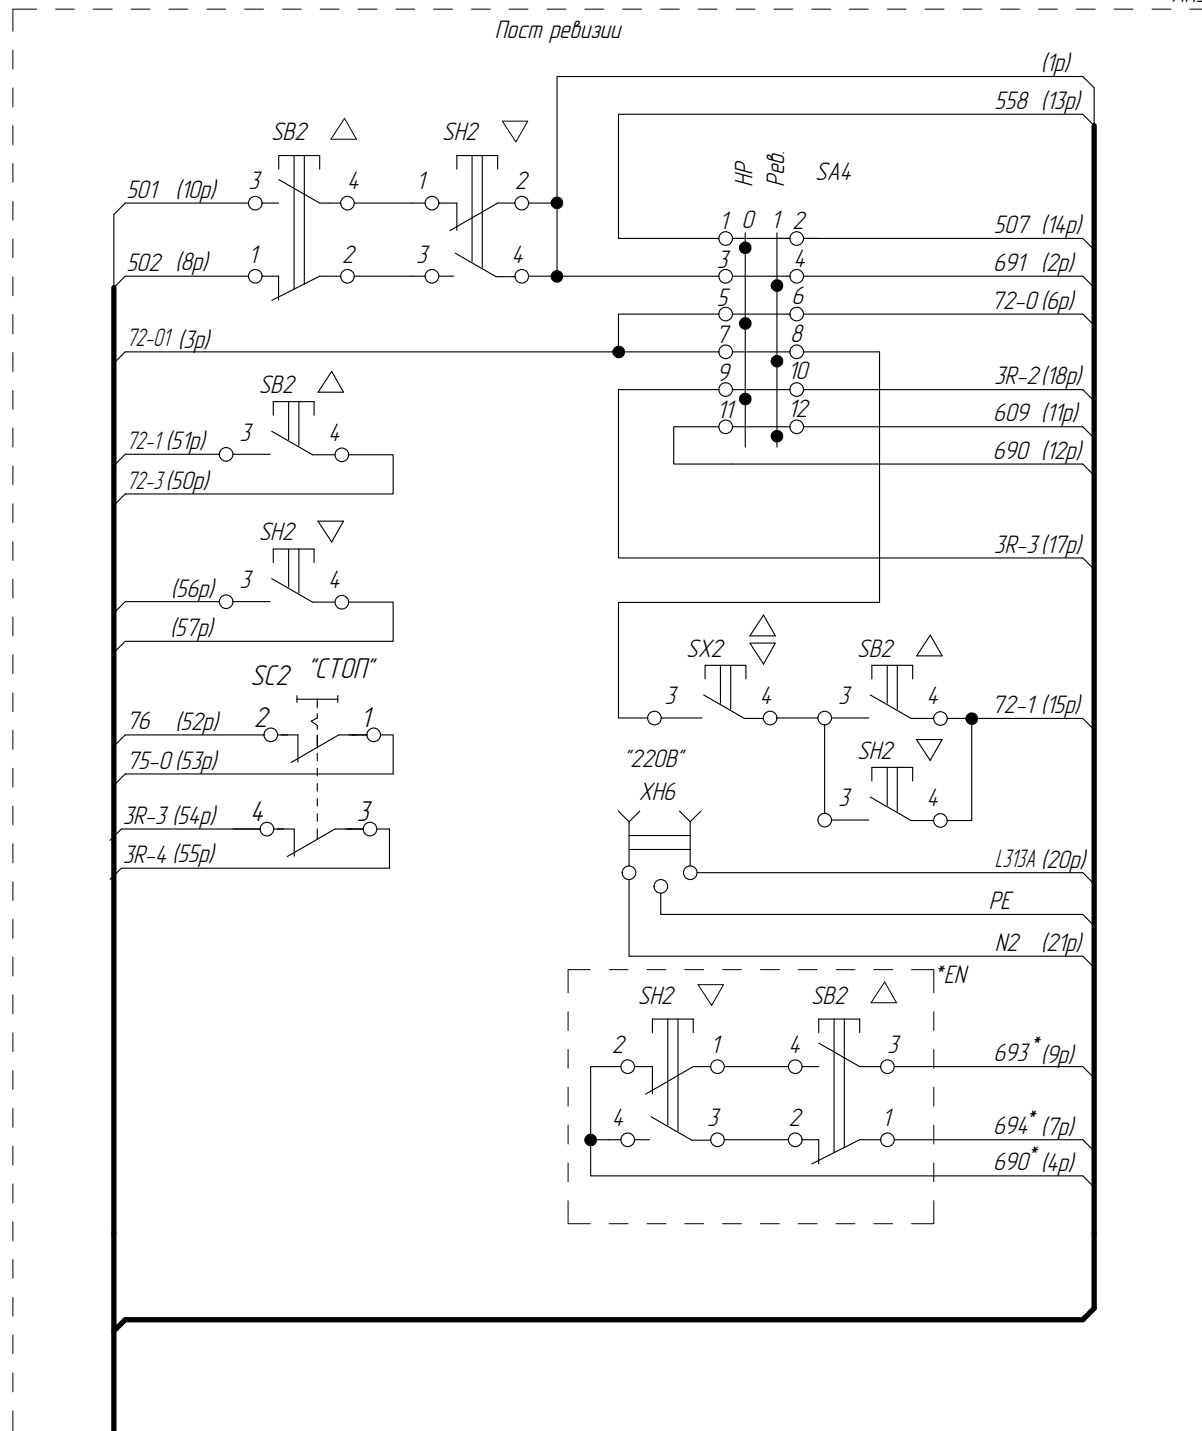 Пост ревизии
(1р)
558 (13р)
SB2
SH2
НР
Рев.
SA4
501 (10р)
3
4
1
2
1 0 1 2
507 (14р)
502 (8р)
1
2
3
4
3
4
691 (2р)
5
6
72-0 (6р)
72-01 (3р)
7
8
9
10
3R-2 (18р)
11
12
609 (11р)
690 (12р)
SB2
72-1 (51р)
3
4
72-3 (50р)
SH2
(56р)
3
4
(57р)
3R-3 (17р)
SC2
"СТОП"
76 (52р)
2
1
75-0 (53р)
3R-3 (54р)
4
3
3R-4 (55р)
SX2
SB2
3
4
3
4
72-1 (15р)
SH2
3
4
"220В"
XH6
L313A (20р)
PE
N2 (21р)
*EN
SH2
SB2
2
1
4
3
693* (9р)
4
3
2
1
694* (7р)
690* (4р)